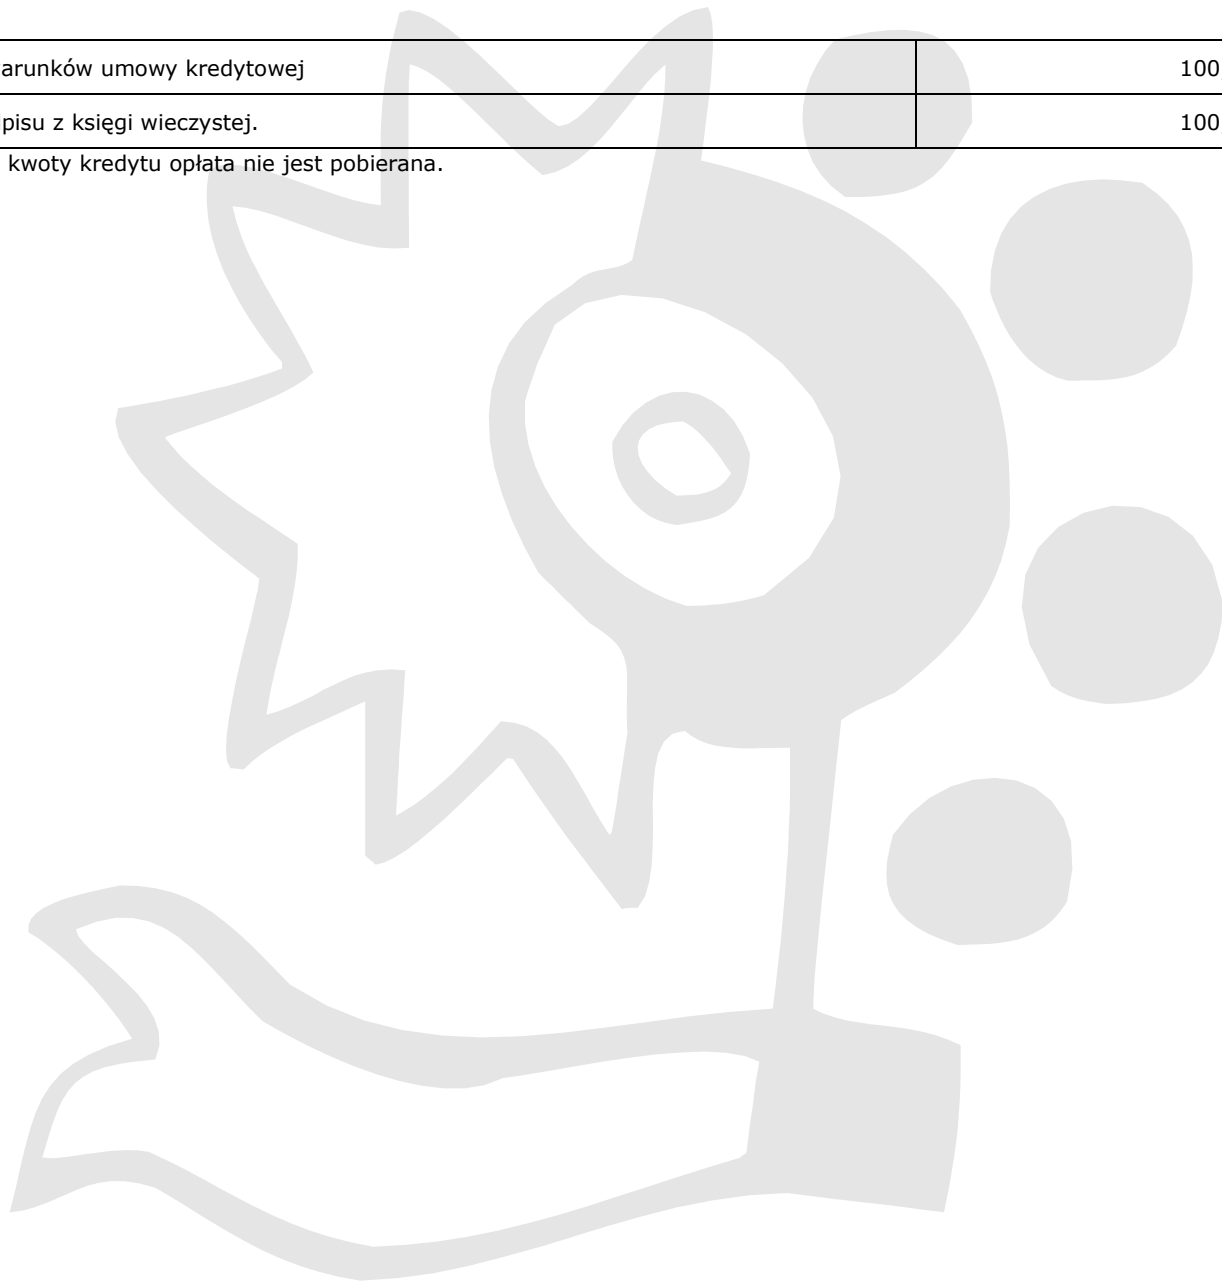 arunków umowy kredytowej 100
pisu z księgi wieczystej. 100
kwoty kredytu opłata nie jest pobierana.